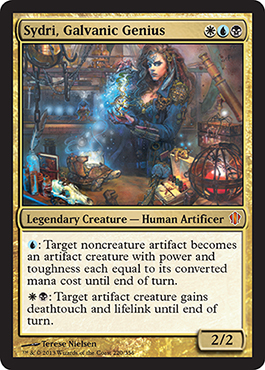 Sydri, Galvanic Genius
Legendary Creature — Human Artificer
: Target noncreature artifact becomes
an artifact creature with power and
toughness each equal to its converted
mana cost until end of turn.
: Target artifact creature gains
deathtouch and lifelink until end of
turn.
2/2
Terese Nielsen
™ & © 2013 Wizards of the Coast 220/356